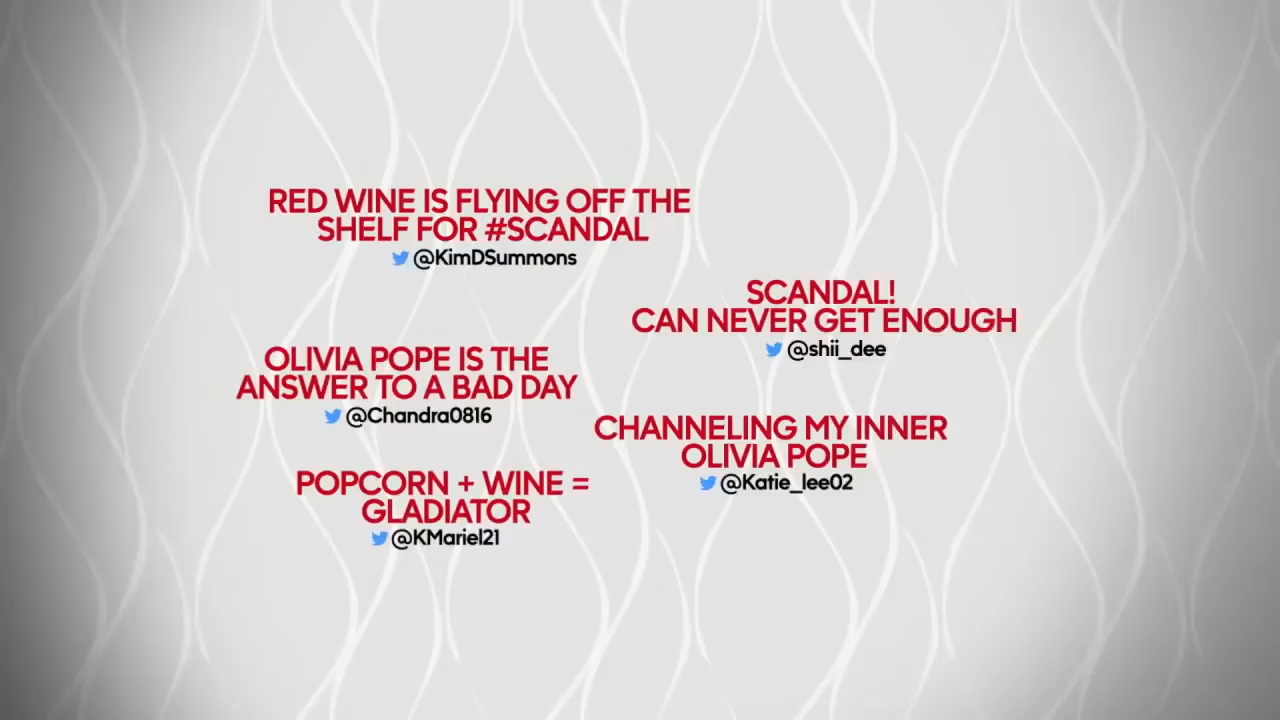 RED WINE IS FLYING OFF THE
SHELF FOR #SCANDAL
@KimDSummons
SCANDAL!
CAN NEVER GET ENOUGH
@shii_dee
OLIVIA POPE IS THE
ANSWER TO A BAD DAY
@Chandra0816
CHANNELING MY INNER
OLIVIA POPE
@Katie_lee02
POPCORN + WINE =
GLADIATOR
@KMariel21